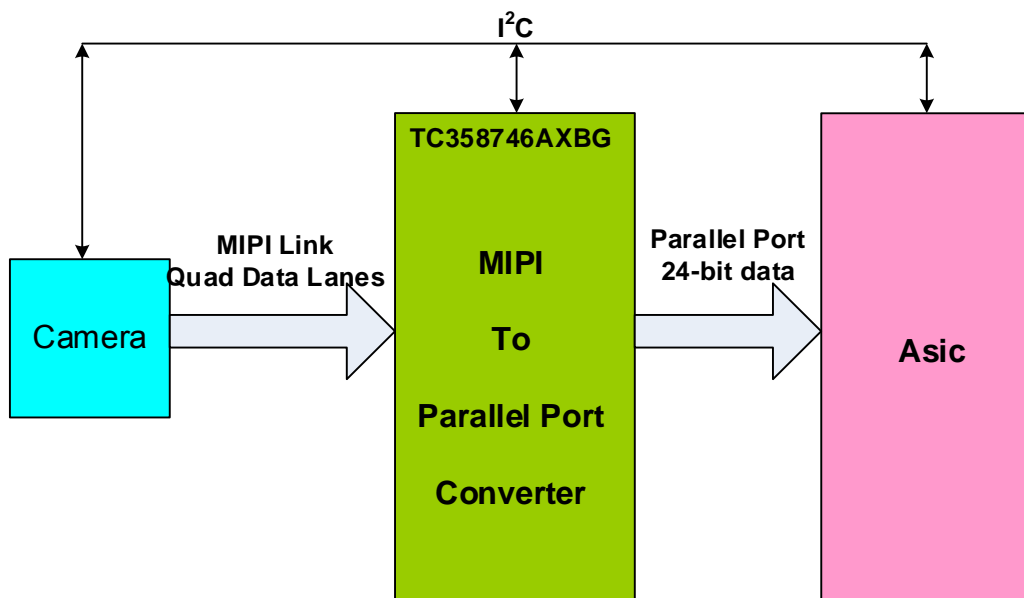 I²C
TC358746AXBG
MIPI Link
Quad Data Lanes
Parallel Port
24-bit data
Camera
MIPI
To
Parallel Port
Converter
Asic